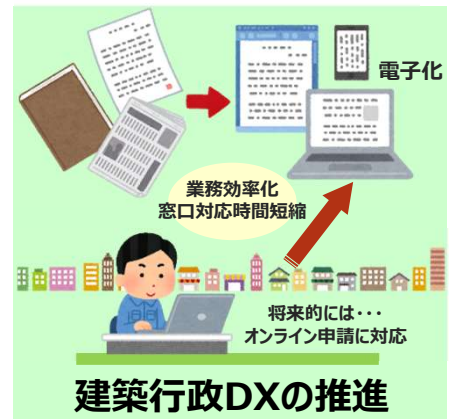 電子化
業務効率化
窓口対応時間短縮
将来的には・・・
オンライン申請に対応
建築行政DXの推進